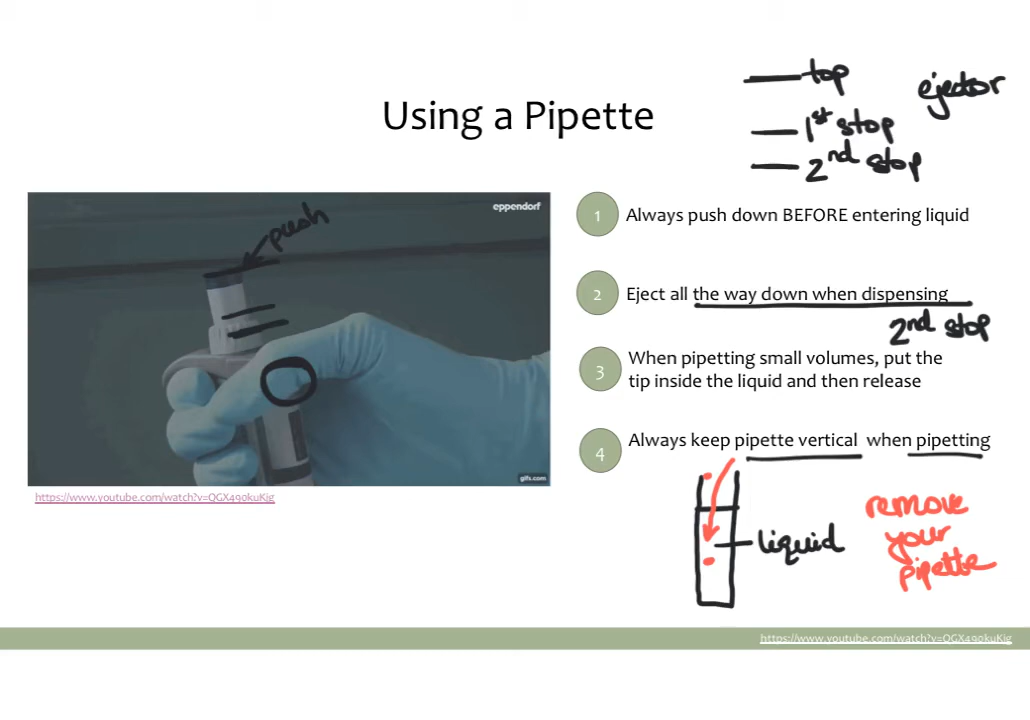 top
ejector
Using a Pipette
1st stop
2nd stop
eppendorf
push
1 Always push down BEFORE entering liquid
2 Eject all the way down when dispensing
2nd stop
3 When pipetting small volumes, put the
tip inside the liquid and then release
4 Always keep pipette vertical when pipetting
gifs.com
https://www.youtube.com/watch?v=QGX490kuKjg
liquid
remove
your
pipette
https://www.youtube.com/watch?v=QGX490kuKjg